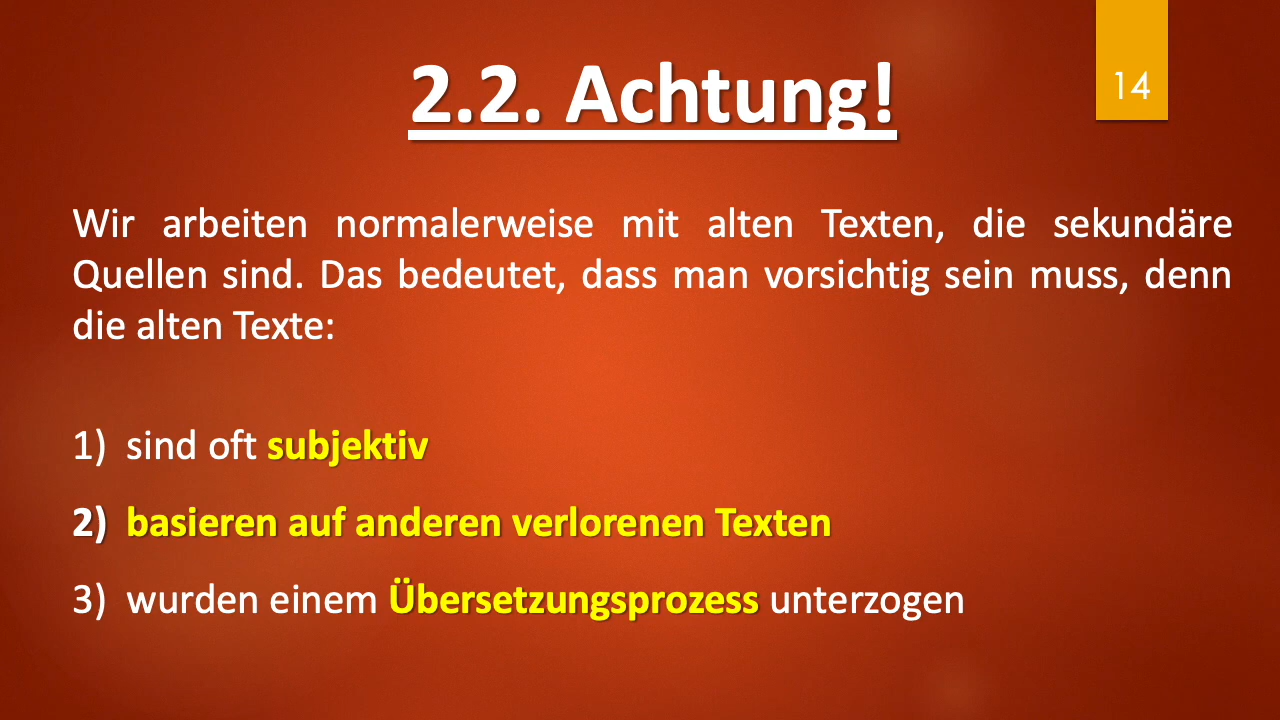 2.2. Achtung!
14
Wir arbeiten normalerweise mit alten Texten, die sekundäre
Quellen sind. Das bedeutet, dass man vorsichtig sein muss, denn
die alten Texte:
1) sind oft subjektiv
2) basieren auf anderen verlorenen Texten
3) wurden einem Übersetzungsprozess unterzogen